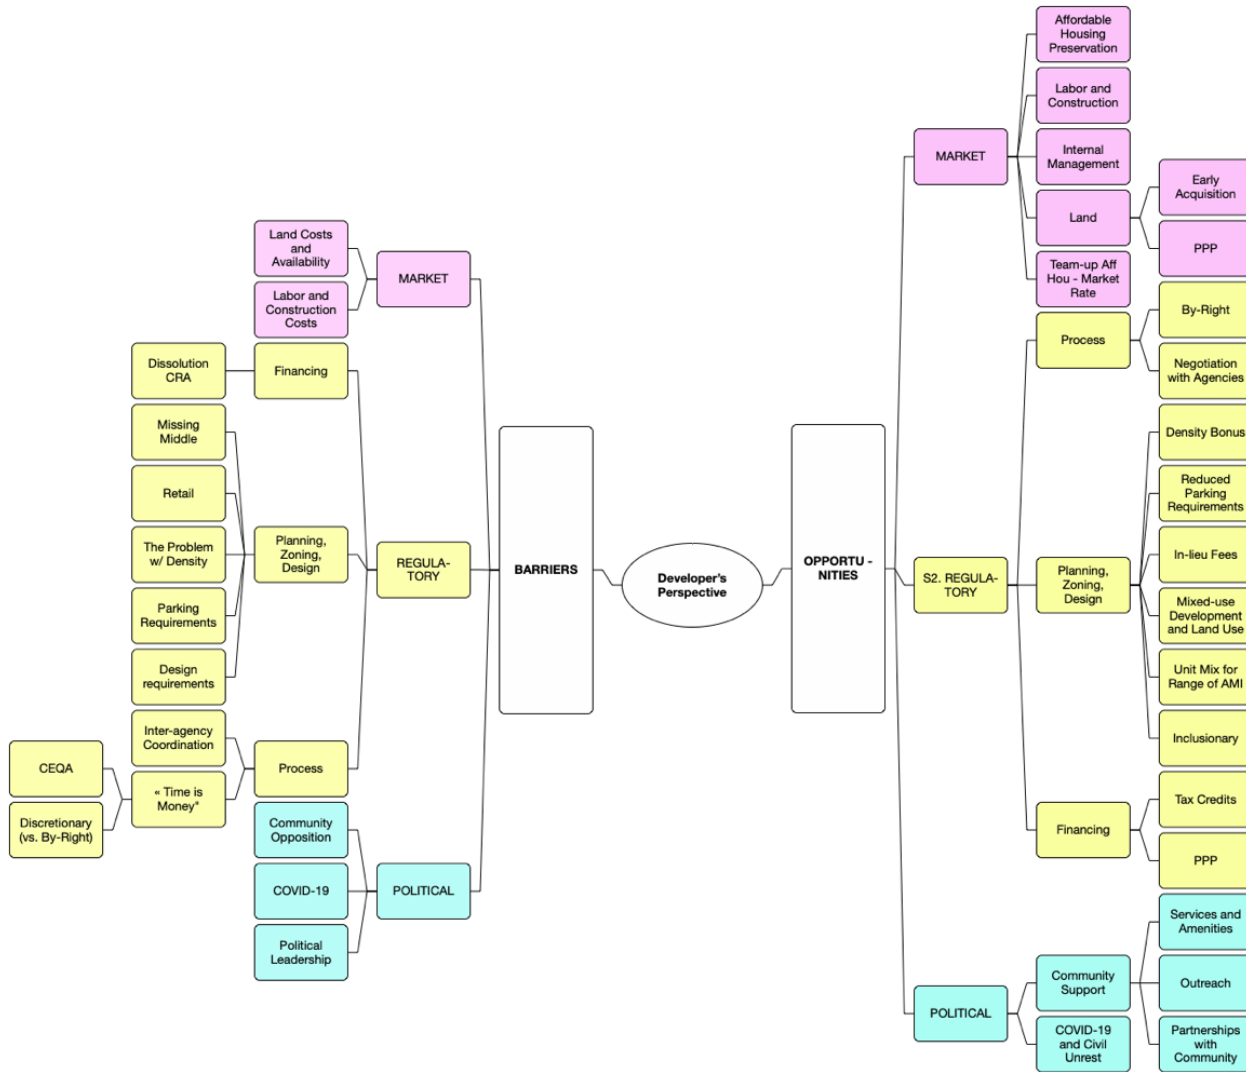 Affordable
Housing
Preservation
Labor and
Construction
MARKET
Internal
Management
Early
Acquisition
Land
PPP
Team-up Aff
Hou - Market
Rate
Land Costs
and
Availability
MARKET
Labor and
Construction
Costs
By-Right
Process
Negotiation
with Agencies
Dissolution
CRA
Financing
Missing
Middle
Retail
The Problem
w/ Density
Planning,
Zoning,
Design
REGULA-
TORY
BARRIERS
Developer's
Perspective
OPPORTU -
NITIES
S2. REGULA-
TORY
Planning,
Zoning,
Design
Density Bonus
Reduced
Parking
Requirements
In-lieu Fees
Mixed-use
Development
and Land Use
Unit Mix for
Range of AMI
Inclusionary
Parking
Requirements
Design
requirements
Inter-agency
Coordination
CEQA
Process
« Time is
Money"
Discretionary
(vs. By-Right)
Tax Credits
Financing
PPP
Community
Opposition
COVID-19
POLITICAL
Political
Leadership
Services and
Amenities
Community
Support
Outreach
POLITICAL
COVID-19
and Civil
Unrest
Partnerships
with
Community